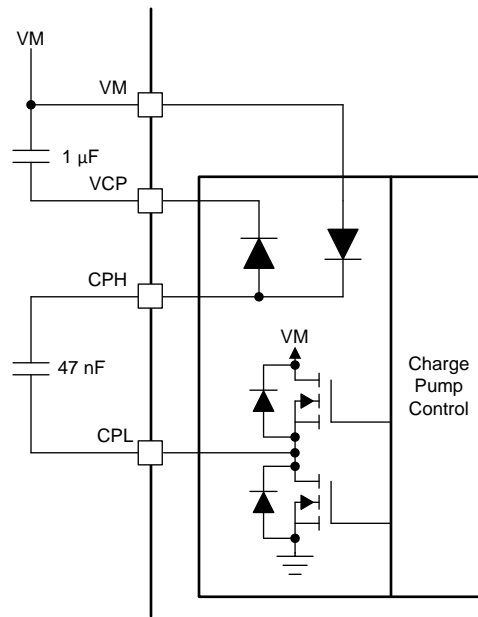 VM
VM
1 µF
VCP
CPH
VM
47 nF
Charge
Pump
Control
CPL